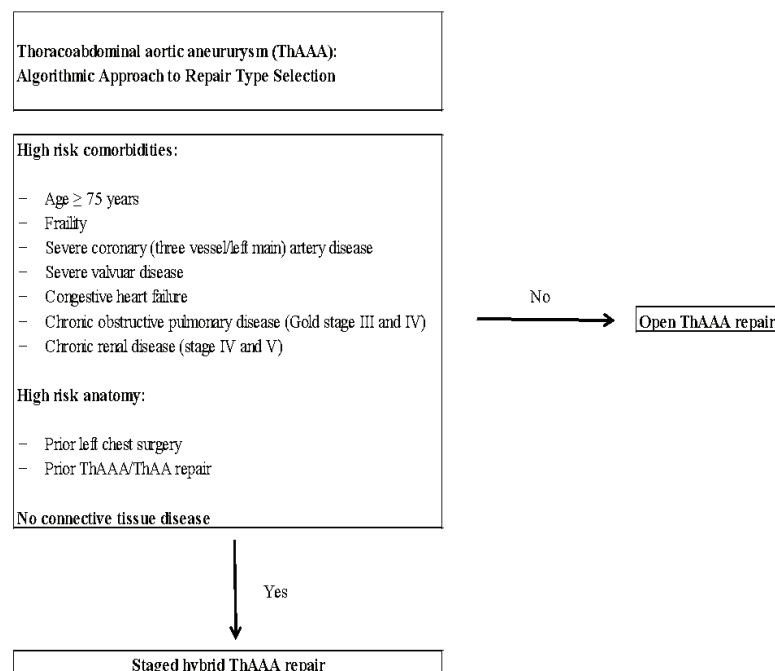 Thoracoabdominal aortic aneururysm (ThAAA):
Algorithmic Approach to Repair Type Selection
High risk comorbidities:
– Age ≥ 75 years
– Fraility
– Severe coronary (three vessel/left main) artery disease
– Severe valvuar disease
– Congestive heart failure
– Chronic obstructive pulmonary disease (Gold stage III and IV)
– Chronic renal disease (stage IV and V)
High risk anatomy:
– Prior left chest surgery
– Prior ThAAA/ThAA repair
No connective tissue disease
No
Open ThAAA repair
Yes
Staged hybrid ThAAA repair